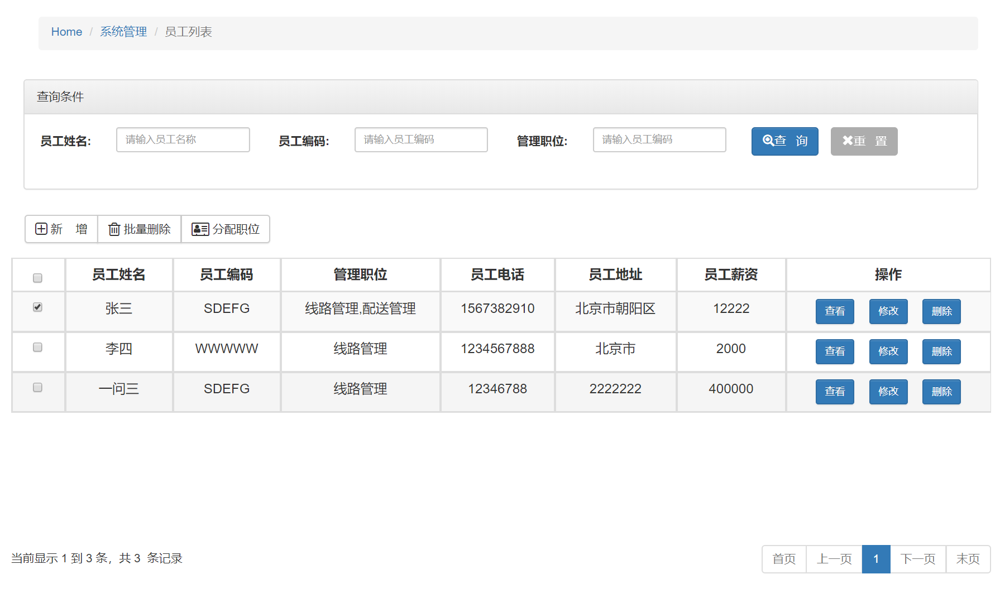 Home / 系统管理 / 员工列表
查询条件
员工姓名: 请输入员工名称 员工编码: 请输入员工编码 管理职位: 请输入员工编码 查 询 重 置
新 增 批量删除 分配职位
员工姓名 员工编码 管理职位 员工电话 员工地址 员工薪资 操作
张三 SDEFG 线路管理,配送管理 1567382910 北京市朝阳区 12222 查看 修改 删除
李四 WWWWW 线路管理 1234567888 北京市 2000 查看 修改 删除
一问三 SDEFG 线路管理 12346788 2222222 400000 查看 修改 删除
当前显示 1 到 3 条，共 3 条记录 首页 上一页 1 下一页 末页